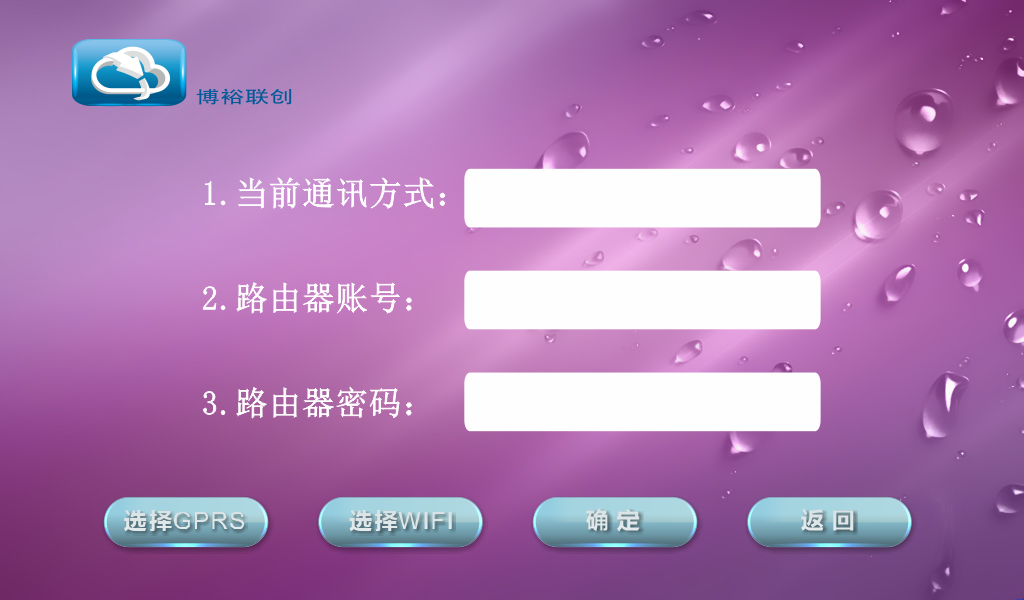 博裕联创
1.当前通讯方式：
2.路由器账号：
3.路由器密码：
选择GPRS
选择WIFI
确 定
返 回